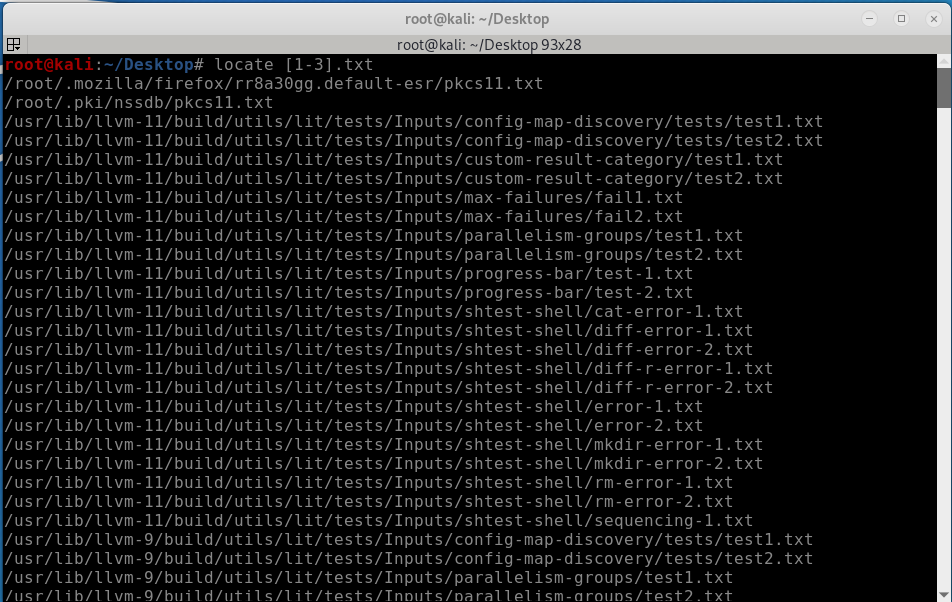 root@kali: ~/Desktop
root@kali: ~/Desktop 93x28
root@kali:~/Desktop# locate [1-3].txt
/root/.mozilla/firefox/rr8a30gg.default-esr/pkcs11.txt
/root/.pki/nssdb/pkcs11.txt
/usr/lib/llvm-11/build/utils/lit/tests/Inputs/config-map-discovery/tests/test1.txt
/usr/lib/llvm-11/build/utils/lit/tests/Inputs/config-map-discovery/tests/test2.txt
/usr/lib/llvm-11/build/utils/lit/tests/Inputs/custom-result-category/test1.txt
/usr/lib/llvm-11/build/utils/lit/tests/Inputs/custom-result-category/test2.txt
/usr/lib/llvm-11/build/utils/lit/tests/Inputs/max-failures/fail1.txt
/usr/lib/llvm-11/build/utils/lit/tests/Inputs/max-failures/fail2.txt
/usr/lib/llvm-11/build/utils/lit/tests/Inputs/parallelism-groups/test1.txt
/usr/lib/llvm-11/build/utils/lit/tests/Inputs/parallelism-groups/test2.txt
/usr/lib/llvm-11/build/utils/lit/tests/Inputs/progress-bar/test-1.txt
/usr/lib/llvm-11/build/utils/lit/tests/Inputs/progress-bar/test-2.txt
/usr/lib/llvm-11/build/utils/lit/tests/Inputs/shtest-shell/cat-error-1.txt
/usr/lib/llvm-11/build/utils/lit/tests/Inputs/shtest-shell/diff-error-1.txt
/usr/lib/llvm-11/build/utils/lit/tests/Inputs/shtest-shell/diff-error-2.txt
/usr/lib/llvm-11/build/utils/lit/tests/Inputs/shtest-shell/diff-r-error-1.txt
/usr/lib/llvm-11/build/utils/lit/tests/Inputs/shtest-shell/diff-r-error-2.txt
/usr/lib/llvm-11/build/utils/lit/tests/Inputs/shtest-shell/error-1.txt
/usr/lib/llvm-11/build/utils/lit/tests/Inputs/shtest-shell/error-2.txt
/usr/lib/llvm-11/build/utils/lit/tests/Inputs/shtest-shell/mkdir-error-1.txt
/usr/lib/llvm-11/build/utils/lit/tests/Inputs/shtest-shell/mkdir-error-2.txt
/usr/lib/llvm-11/build/utils/lit/tests/Inputs/shtest-shell/rm-error-1.txt
/usr/lib/llvm-11/build/utils/lit/tests/Inputs/shtest-shell/rm-error-2.txt
/usr/lib/llvm-11/build/utils/lit/tests/Inputs/shtest-shell/sequencing-1.txt
/usr/lib/llvm-9/build/utils/lit/tests/Inputs/config-map-discovery/tests/test1.txt
/usr/lib/llvm-9/build/utils/lit/tests/Inputs/config-map-discovery/tests/test2.txt
/usr/lib/llvm-9/build/utils/lit/tests/Inputs/parallelism-groups/test1.txt
/usr/lib/llvm-9/build/utils/lit/tests/Inputs/parallelism-groups/test2.txt